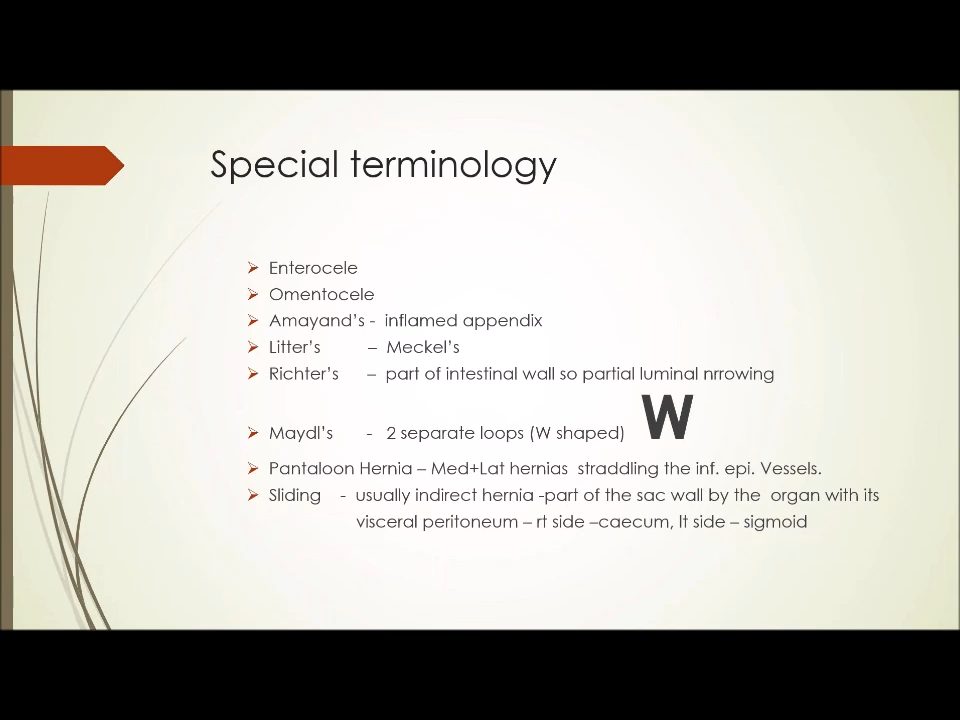 Special terminology
Enterocele
Omentocele
Amayand's - inflamed appendix
Litter's – Meckel's
Richter's – part of intestinal wall so partial luminal nrrowing
Maydl's - 2 separate loops (W shaped) W
Pantaloon Hernia – Med+Lat hernias straddling the inf. epi. Vessels.
Sliding - usually indirect hernia -part of the sac wall by the organ with its
visceral peritoneum – rt side –caecum, lt side – sigmoid